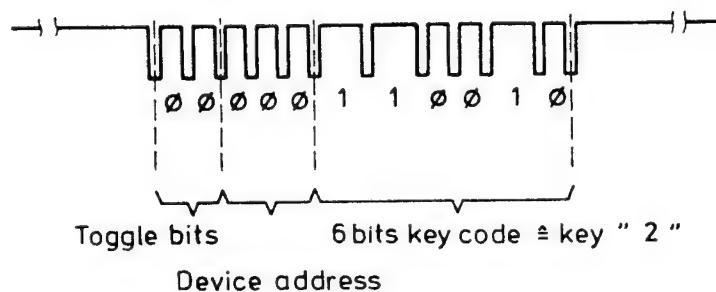 Ø Ø Ø Ø Ø 1 1 Ø Ø 1 Ø
Toggle bits 6 bits key code ≙ key " 2 "
Device address